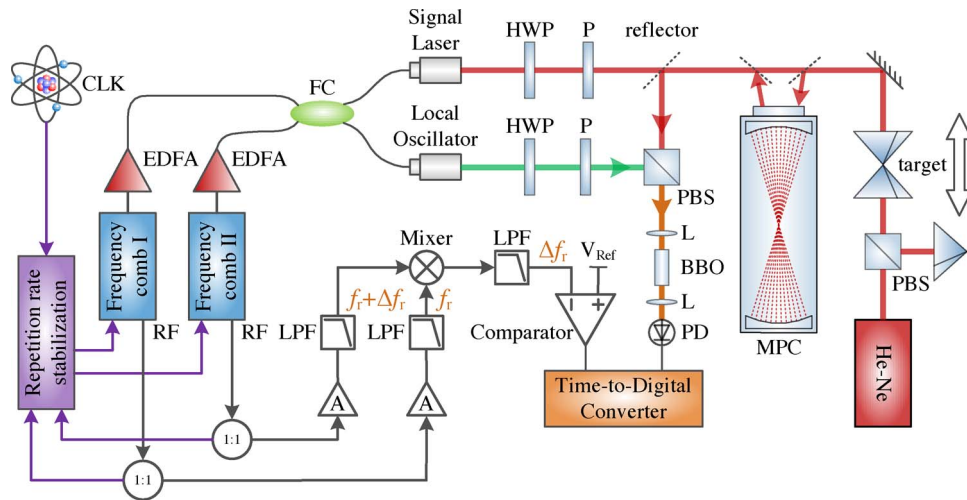 Signal
Laser
HWP
P
reflector
CLK
FC
Local
Oscillator
HWP
P
EDFA
EDFA
PBS
target
L
Mixer
LPF
Δfr
VRef
BBO
PBS
Frequency
comb I
Frequency
comb II
fr+Δfr
fr
L
Repetition rate
stabilization
RF
RF
LPF
LPF
Comparator
PD
MPC
He-Ne
Time-to-Digital
Converter
A
A
1:1
1:1